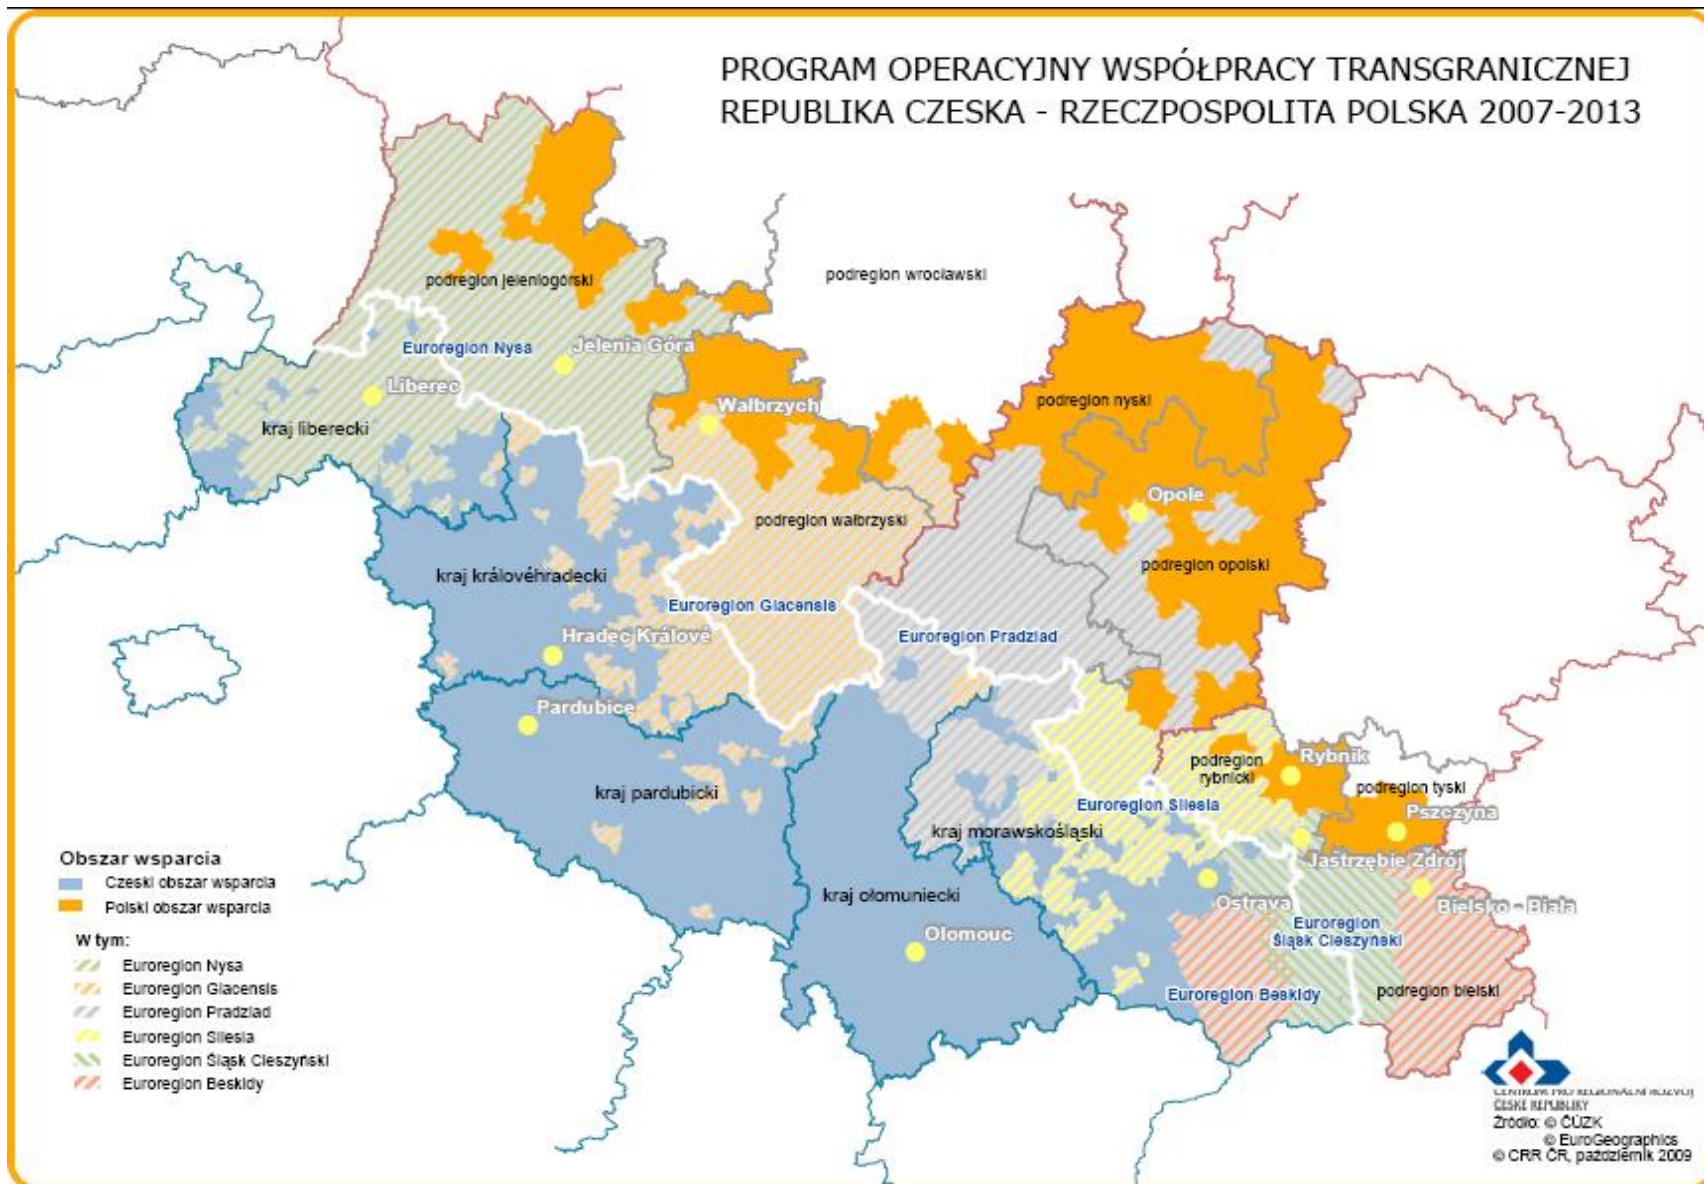 PROGRAM OPERACYJNY WSPÓŁPRACY TRANSGRANICZNEJ
REPUBLIKA CZESKA - RZECZPOSPOLITA POLSKA 2007-2013
podregion jeleniogórski
podregion wrocławski
Euroregion Nysa
Jelenia Góra
Liberec
kraj liberecki
Wałbrzych
podregion nyski
Opole
podregion wałbrzyski
podregion opolski
kraj královéhradecki
Euroregion Glacensis
Euroregion Pradziad
Hradec Králové
Pardubice
kraj pardubicki
podregion
rybnicki
Rybnik
podregion tyski
Euroregion Silesia
Pszczyna
kraj morawskośląski
Jastrzębie Zdrój
kraj ołomuniecki
Ostrava
Bielsko - Biała
Olomouc
Euroregion
Śląsk Cieszyński
Euroregion Beskidy
podregion bielski
Obszar wsparcia
Czeski obszar wsparcia
Polski obszar wsparcia
W tym:
Euroregion Nysa
Euroregion Glacensis
Euroregion Pradziad
Euroregion Silesia
Euroregion Śląsk Cieszyński
Euroregion Beskidy
CENTRUM PRO REGIONÁLNÍ ROZVOJ
ČESKÉ REPUBLIKY
Źródło: © ČÚZK
© EuroGeographics
© CRR ČR, październik 2009